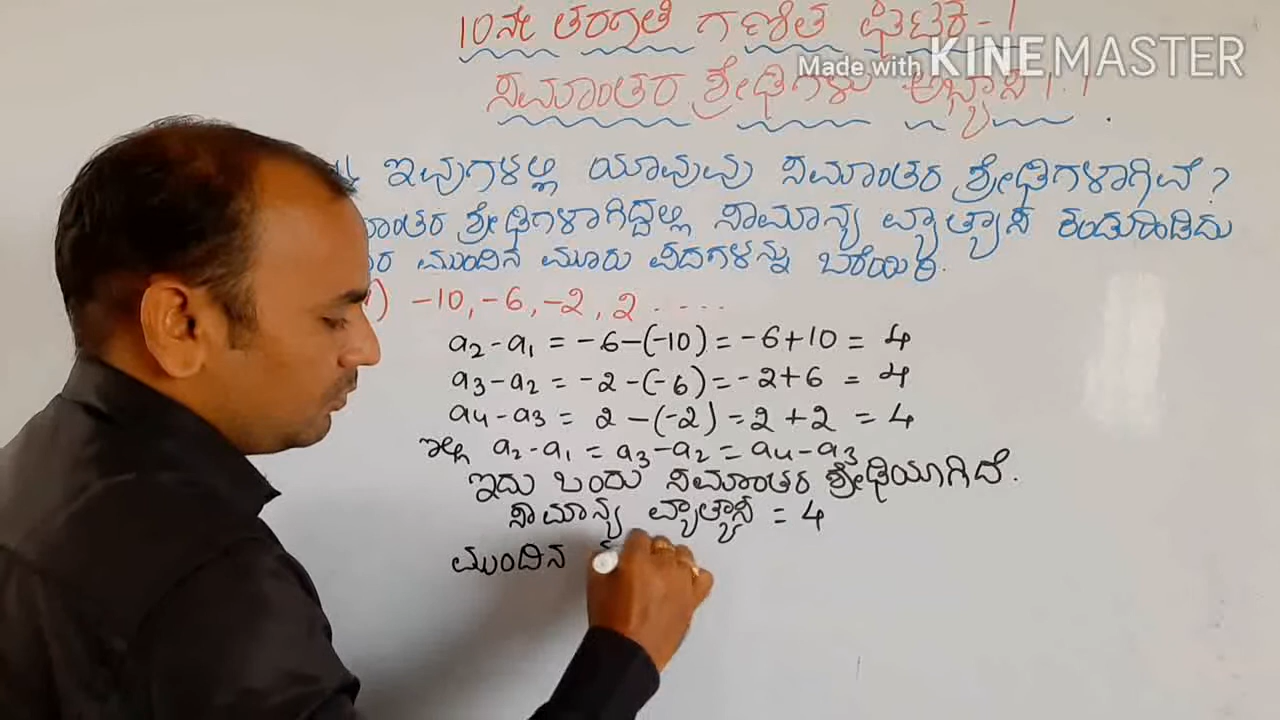 10ನೇ ತರಗತಿ ಗಣಿತ ಘಟಕ-1
Made with KINEMASTER
ಸಮಾಂತರ ಶ್ರೇಢಿಗಳು ಅಭ್ಯಾಸ 1.1
ಇವುಗಳಲ್ಲಿ ಯಾವುವು ಸಮಾಂತರ ಶ್ರೇಢಿಗಳಾಗಿವೆ?
ಶ್ರೇಢಿಗಳಾಗಿದ್ದಲ್ಲಿ ಸಾಮಾನ್ಯ ವ್ಯಾತ್ಯಾಸ ಕಂಡುಹಿಡಿದು
ಮುಂದಿನ ಮೂರು ಪದಗಳನ್ನು ಬರೆಯಿರಿ.
) -10, -6, -2, 2 .....
a2 - a1 = -6-(-10) = -6+10 = 4
a3-a2 = -2-(-6) = -2+6 = 4
a4-a3 = 2-(-2) = 2+2 = 4
ಇಲ್ಲಿ a2-a1 = a3-a2 = a4-a3
ಇದು ಒಂದು ಸಮಾಂತರ ಶ್ರೇಢಿಯಾಗಿದೆ.
ಸಾಮಾನ್ಯ ವ್ಯಾತ್ಯಾಸ = 4
ಮುಂದಿನ